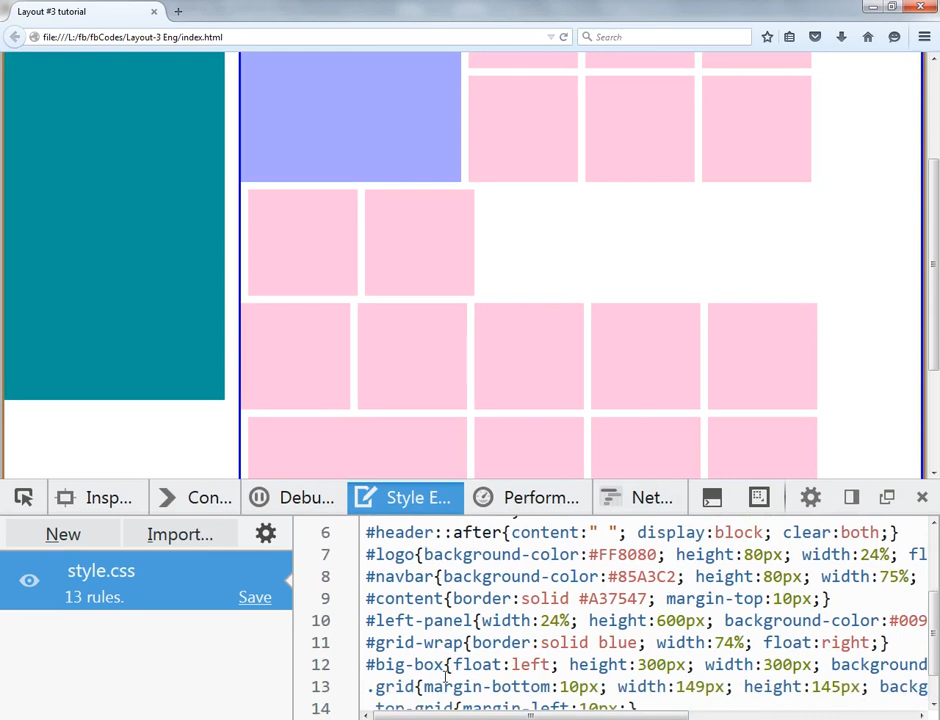 Layout #3 tutorial
file:///L:/fb/fbCodes/Layout-3 Eng/index.html
Search
Insp...
Con...
Debu...
Style E...
Perform...
Net...
New
Import...
style.css
13 rules.
Save
6 #header::after{content:" "; display:block; clear:both;}
7 #logo{background-color:#FF8080; height:80px; width:24%; fl
8 #navbar{background-color:#85A3C2; height:80px; width:75%;
9 #content{border:solid #A37547; margin-top:10px;}
10 #left-panel{width:24%; height:600px; background-color:#009
11 #grid-wrap{border:solid blue; width:74%; float:right;}
12 #big-box{float:left; height:300px; width:300px; background
13 .grid{margin-bottom:10px; width:149px; height:145px; backg
14 .top-grid{margin-left:10px;}